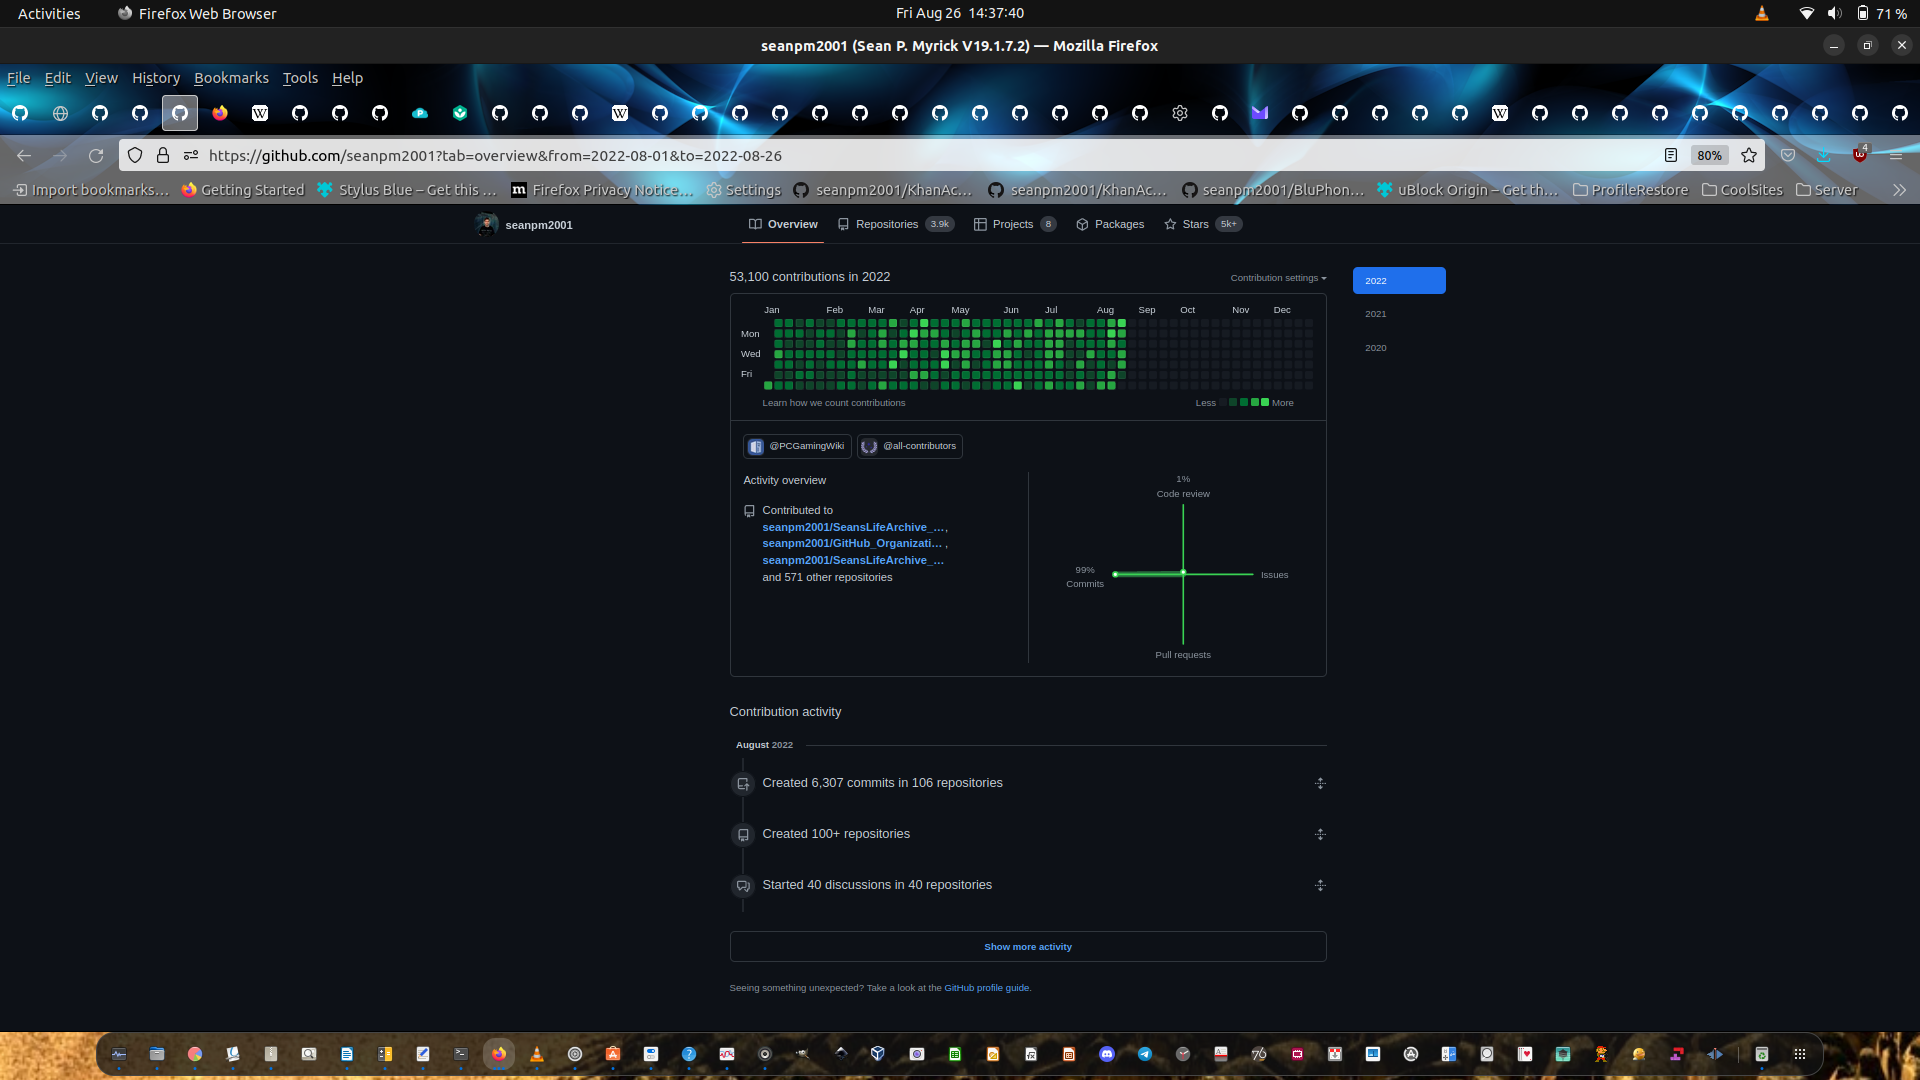 Activities Firefox Web Browser Fri Aug 26 14:37:40 71 %
seanpm2001 (Sean P. Myrick V19.1.7.2) — Mozilla Firefox
File Edit View History Bookmarks Tools Help
https://github.com/seanpm2001?tab=overview&from=2022-08-01&to=2022-08-26 80% 4
Import bookmarks… Getting Started Stylus Blue – Get this … Firefox Privacy Notice… Settings seanpm2001/KhanAc… seanpm2001/KhanAc… seanpm2001/BluPhon… uBlock Origin – Get th… ProfileRestore CoolSites Server
seanpm2001 Overview Repositories 3.9k Projects 8 Packages Stars 5k+
53,100 contributions in 2022 Contribution settings
2022
2021
2020
Jan Feb Mar Apr May Jun Jul Aug Sep Oct Nov Dec
Mon
Wed
Fri
Learn how we count contributions Less More
@PCGamingWiki @all-contributors
Activity overview
Contributed to
seanpm2001/SeansLifeArchive_…,
seanpm2001/GitHub_Organizati… ,
seanpm2001/SeansLifeArchive_…
and 571 other repositories
1%
Code review
99%
Commits
Issues
Pull requests
Contribution activity
August 2022
Created 6,307 commits in 106 repositories
Created 100+ repositories
Started 40 discussions in 40 repositories
Show more activity
Seeing something unexpected? Take a look at the GitHub profile guide.